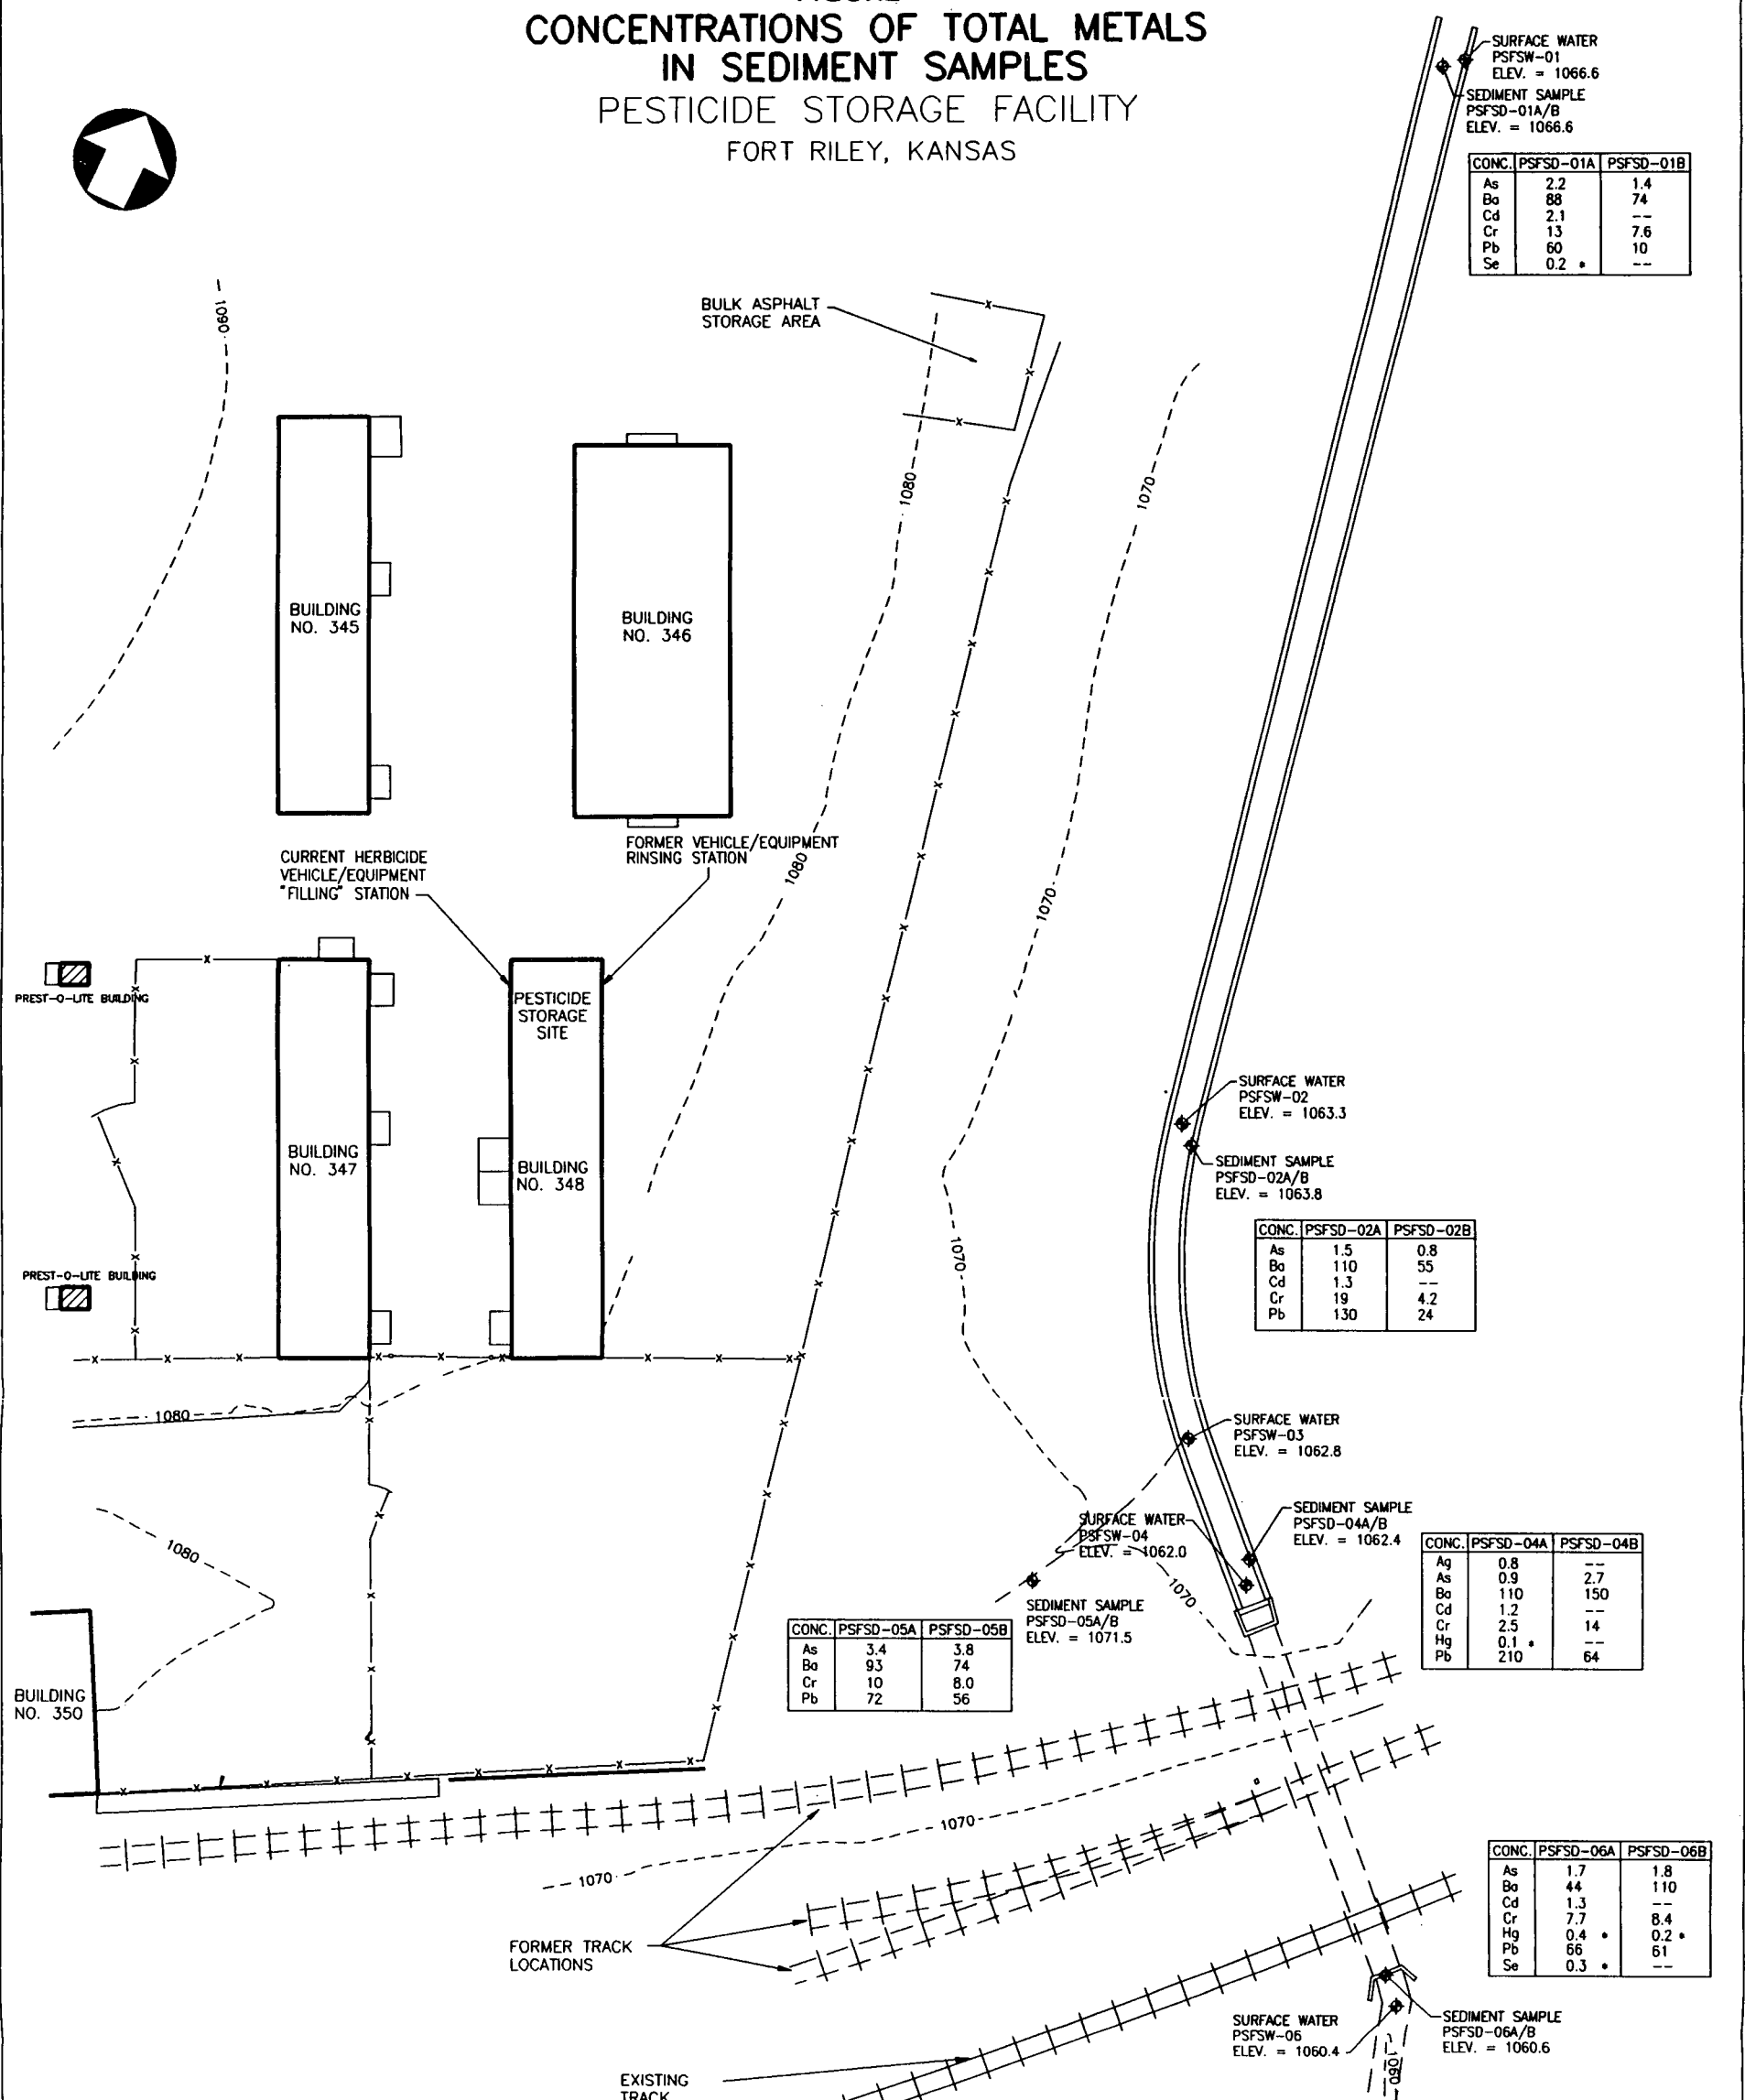 CONCENTRATIONS OF TOTAL METALS
IN SEDIMENT SAMPLES
PESTICIDE STORAGE FACILITY
FORT RILEY, KANSAS
SURFACE WATER
PSFSW-01
ELEV. = 1066.6
SEDIMENT SAMPLE
PSFSD-01A/B
ELEV. = 1066.6
CONC. PSFSD-01A PSFSD-01B
As 2.2 1.4
Ba 88 74
Cd 2.1 --
Cr 13 7.6
Pb 60 10
Se 0.2 * --
1090
BULK ASPHALT
STORAGE AREA
1080
1070
BUILDING
NO. 345
BUILDING
NO. 346
CURRENT HERBICIDE
VEHICLE/EQUIPMENT
"FILLING" STATION
FORMER VEHICLE/EQUIPMENT
RINSING STATION
1080
1070
PREST-O-LITE BUILDING
PESTICIDE
STORAGE
SITE
BUILDING
NO. 347
BUILDING
NO. 348
PREST-O-LITE BUILDING
SURFACE WATER
PSFSW-02
ELEV. = 1063.3
SEDIMENT SAMPLE
PSFSD-02A/B
ELEV. = 1063.8
CONC. PSFSD-02A PSFSD-02B
As 1.5 0.8
Ba 110 55
Cd 1.3 --
Cr 19 4.2
Pb 130 24
1070
1080
SURFACE WATER
PSFSW-03
ELEV. = 1062.8
SURFACE WATER
PSFSW-04
ELEV. = 1062.0
SEDIMENT SAMPLE
PSFSD-04A/B
ELEV. = 1062.4
CONC. PSFSD-04A PSFSD-04B
Ag 0.8 --
As 0.9 2.7
Ba 110 150
Cd 1.2 --
Cr 2.5 14
Hg 0.1 * --
Pb 210 64
1080
1070
SEDIMENT SAMPLE
PSFSD-05A/B
ELEV. = 1071.5
CONC. PSFSD-05A PSFSD-05B
As 3.4 3.8
Ba 93 74
Cr 10 8.0
Pb 72 56
BUILDING
NO. 350
1070
1070
CONC. PSFSD-06A PSFSD-06B
As 1.7 1.8
Ba 44 110
Cd 1.3 --
Cr 7.7 8.4
Hg 0.4 * 0.2 *
Pb 66 61
Se 0.3 * --
FORMER TRACK
LOCATIONS
SURFACE WATER
PSFSW-06
ELEV. = 1060.4
SEDIMENT SAMPLE
PSFSD-06A/B
ELEV. = 1060.6
1060
EXISTING
TRACK